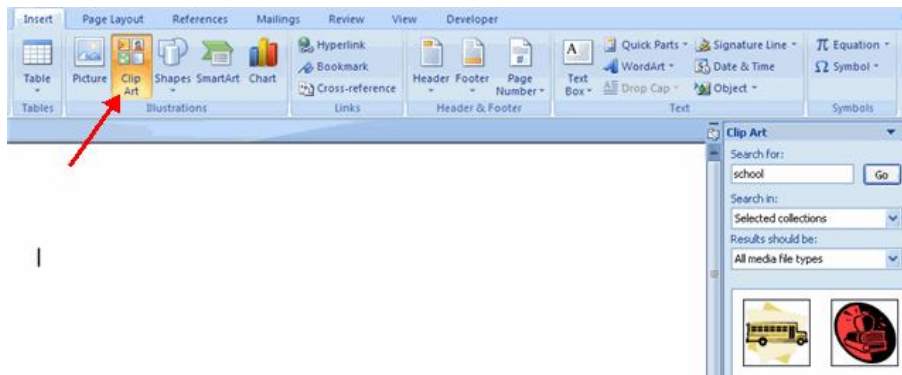 Insert Page Layout References Mailings Review View Developer
Table
Picture Clip Art Shapes SmartArt Chart
Hyperlink
Bookmark
Cross-reference
Header Footer Page Number
Text Box
Quick Parts
WordArt
Drop Cap
Signature Line
Date & Time
Object
π Equation
Ω Symbol
Tables Illustrations Links Header & Footer Text Symbols
Clip Art
Search for:
school Go
Search in:
Selected collections
Results should be:
All media file types